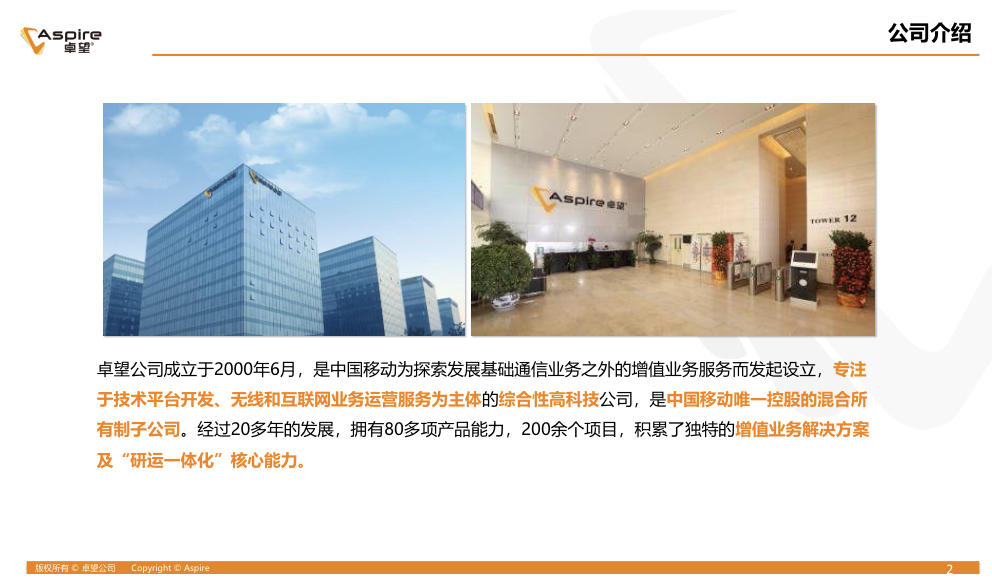 Aspire
卓望®
公司介绍
Aspire 卓望®
TOWER 12
卓望公司成立于2000年6月，是中国移动为探索发展基础通信业务之外的增值业务服务而发起设立，专注
于技术平台开发、无线和互联网业务运营服务为主体的综合性高科技公司，是中国移动唯一控股的混合所
有制子公司。经过20多年的发展，拥有80多项产品能力，200余个项目，积累了独特的增值业务解决方案
及“研运一体化”核心能力。
版权所有 © 卓望公司 Copyright © Aspire
2